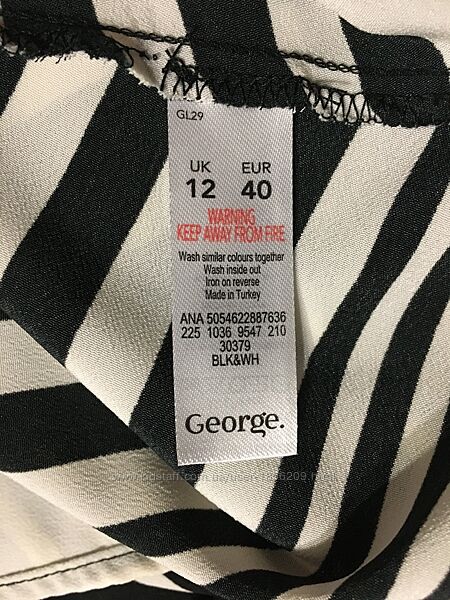 GL29
UK EUR
12 40
WARNING
KEEP AWAY FROM FIRE
Wash similar colours together
Wash inside out
Iron on reverse
Made in Turkey
ANA 5054622887636
225 1036 9547 210
30379
BLK&WH
George.